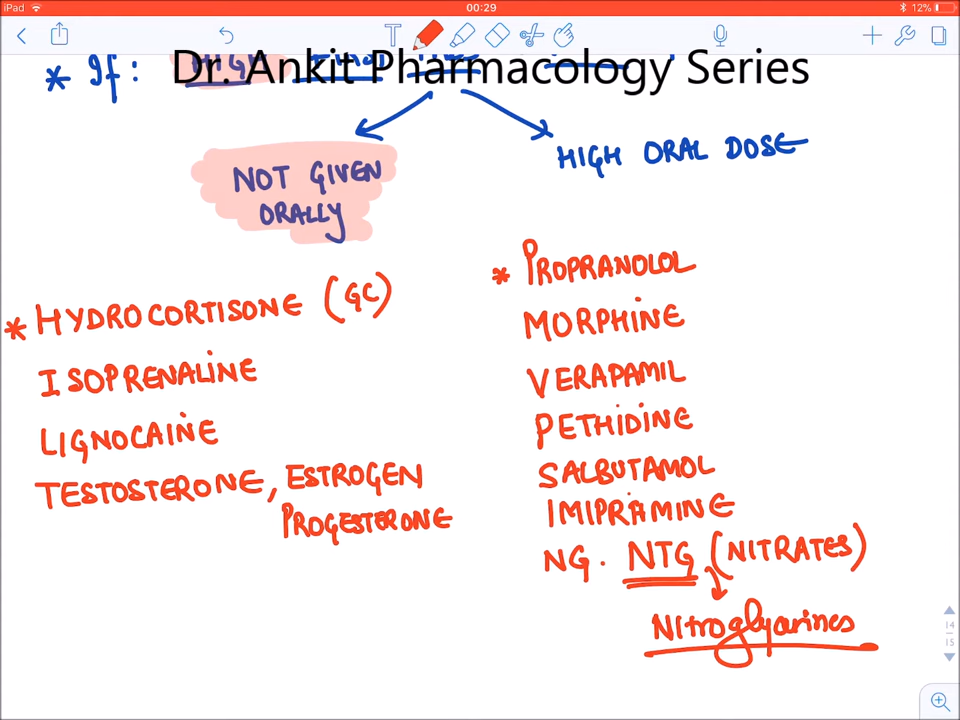 iPad
00:29
12%
* If: HIGH
Dr. Ankit Pharmacology Series
NOT GIVEN
ORALLY
HIGH ORAL DOSE
* HYDROCORTISONE (GC)
ISOPRENALINE
LIGNOCAINE
TESTOSTERONE, ESTROGEN
PROGESTERONE
* PROPRANOLOL
MORPHINE
VERAPAMIL
PETHIDINE
SALBUTAMOL
IMIPRAMINE
NG. NTG (NITRATES)
Nitroglycerines
14
15